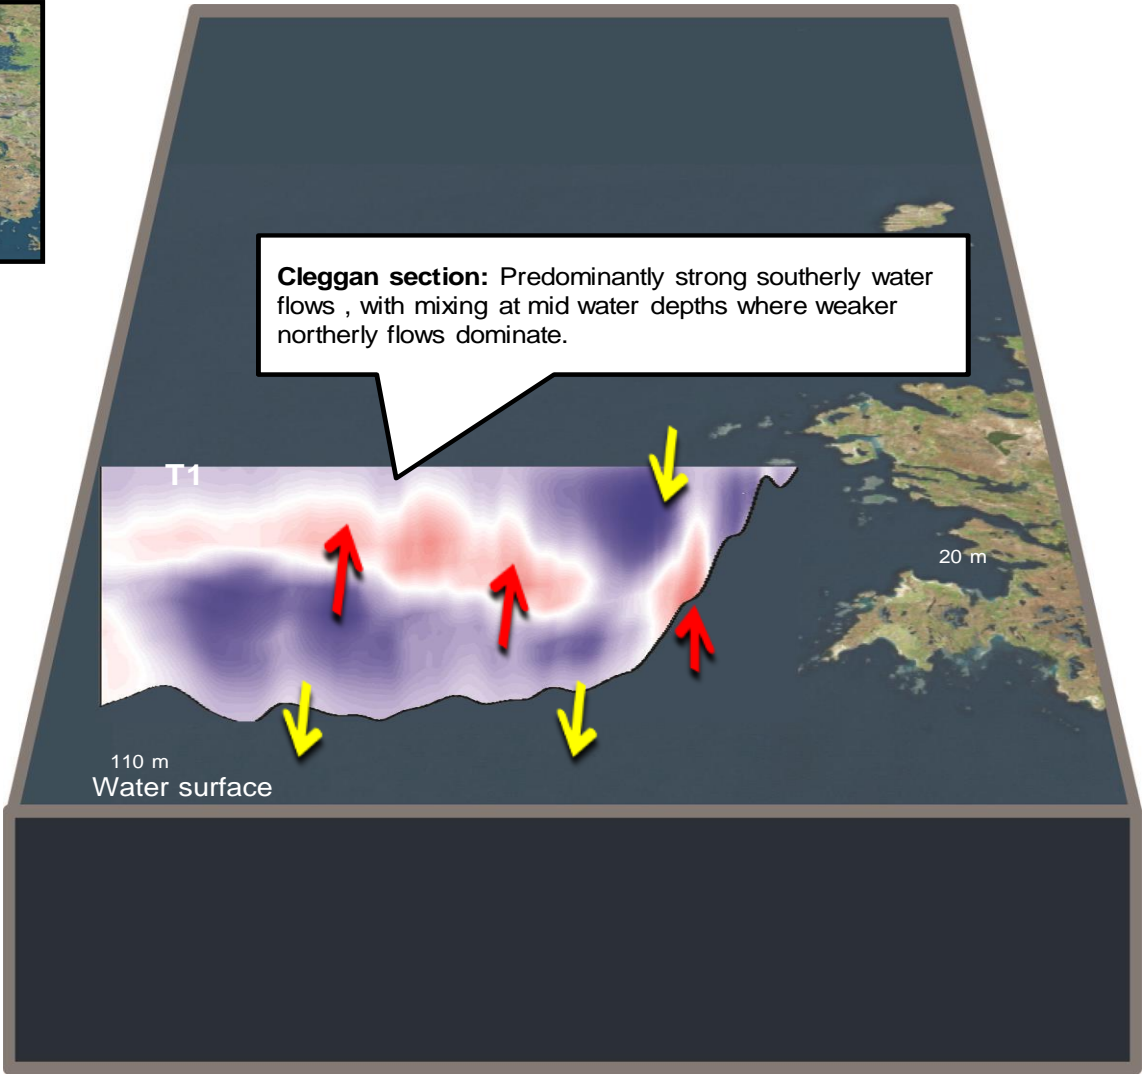 Cleggan section: Predominantly strong southerly water
flows , with mixing at mid water depths where weaker
northerly flows dominate.
T1
20 m
110 m
Water surface